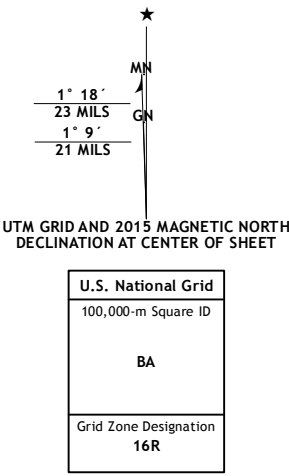 ★
MN
1° 18´
23 MILS
GN
1° 9´
21 MILS
UTM GRID AND 2015 MAGNETIC NORTH
DECLINATION AT CENTER OF SHEET
U.S. National Grid
100,000-m Square ID
BA
Grid Zone Designation
16R